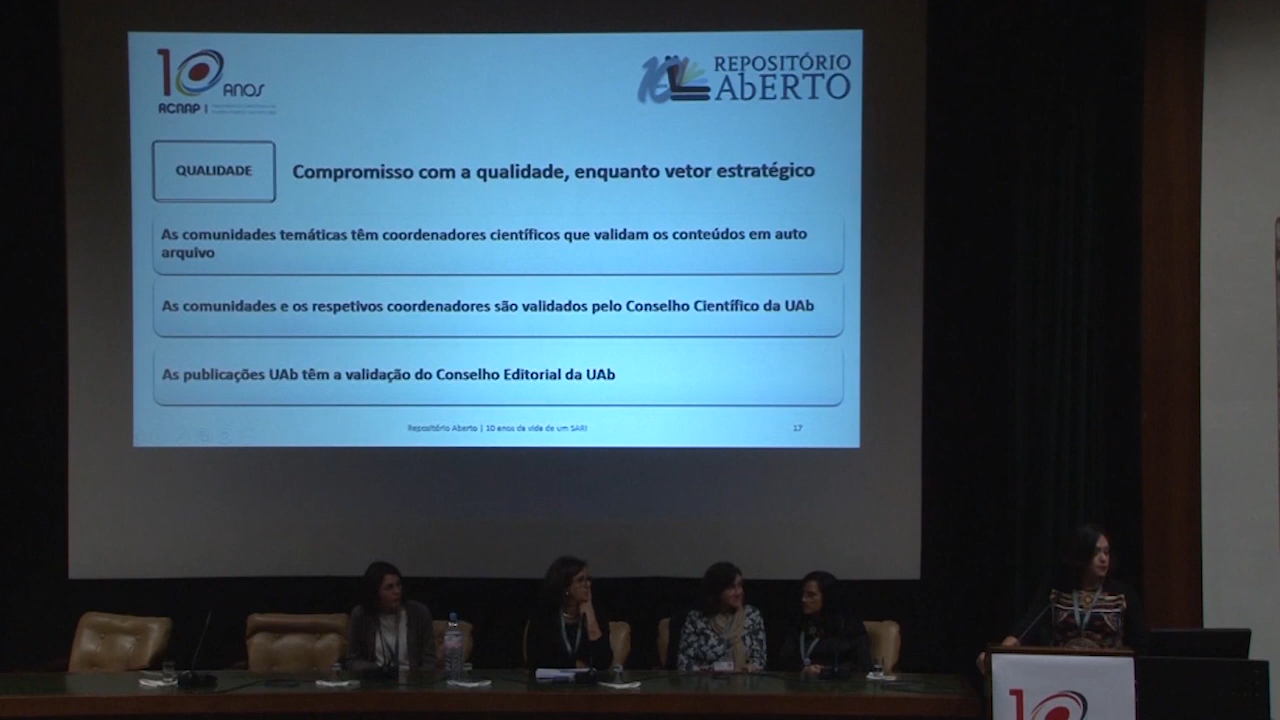 10 ANOS
RCAAP
REPOSITÓRIO
AbERTO
QUALIDADE
Compromisso com a qualidade, enquanto vetor estratégico
As comunidades temáticas têm coordenadores científicos que validam os conteúdos em auto
arquivo
As comunidades e os respetivos coordenadores são validados pelo Conselho Científico da UAb
As publicações UAb têm a validação do Conselho Editorial da UAb
Repositório Aberto | 10 anos de vida de um SARI
17
10